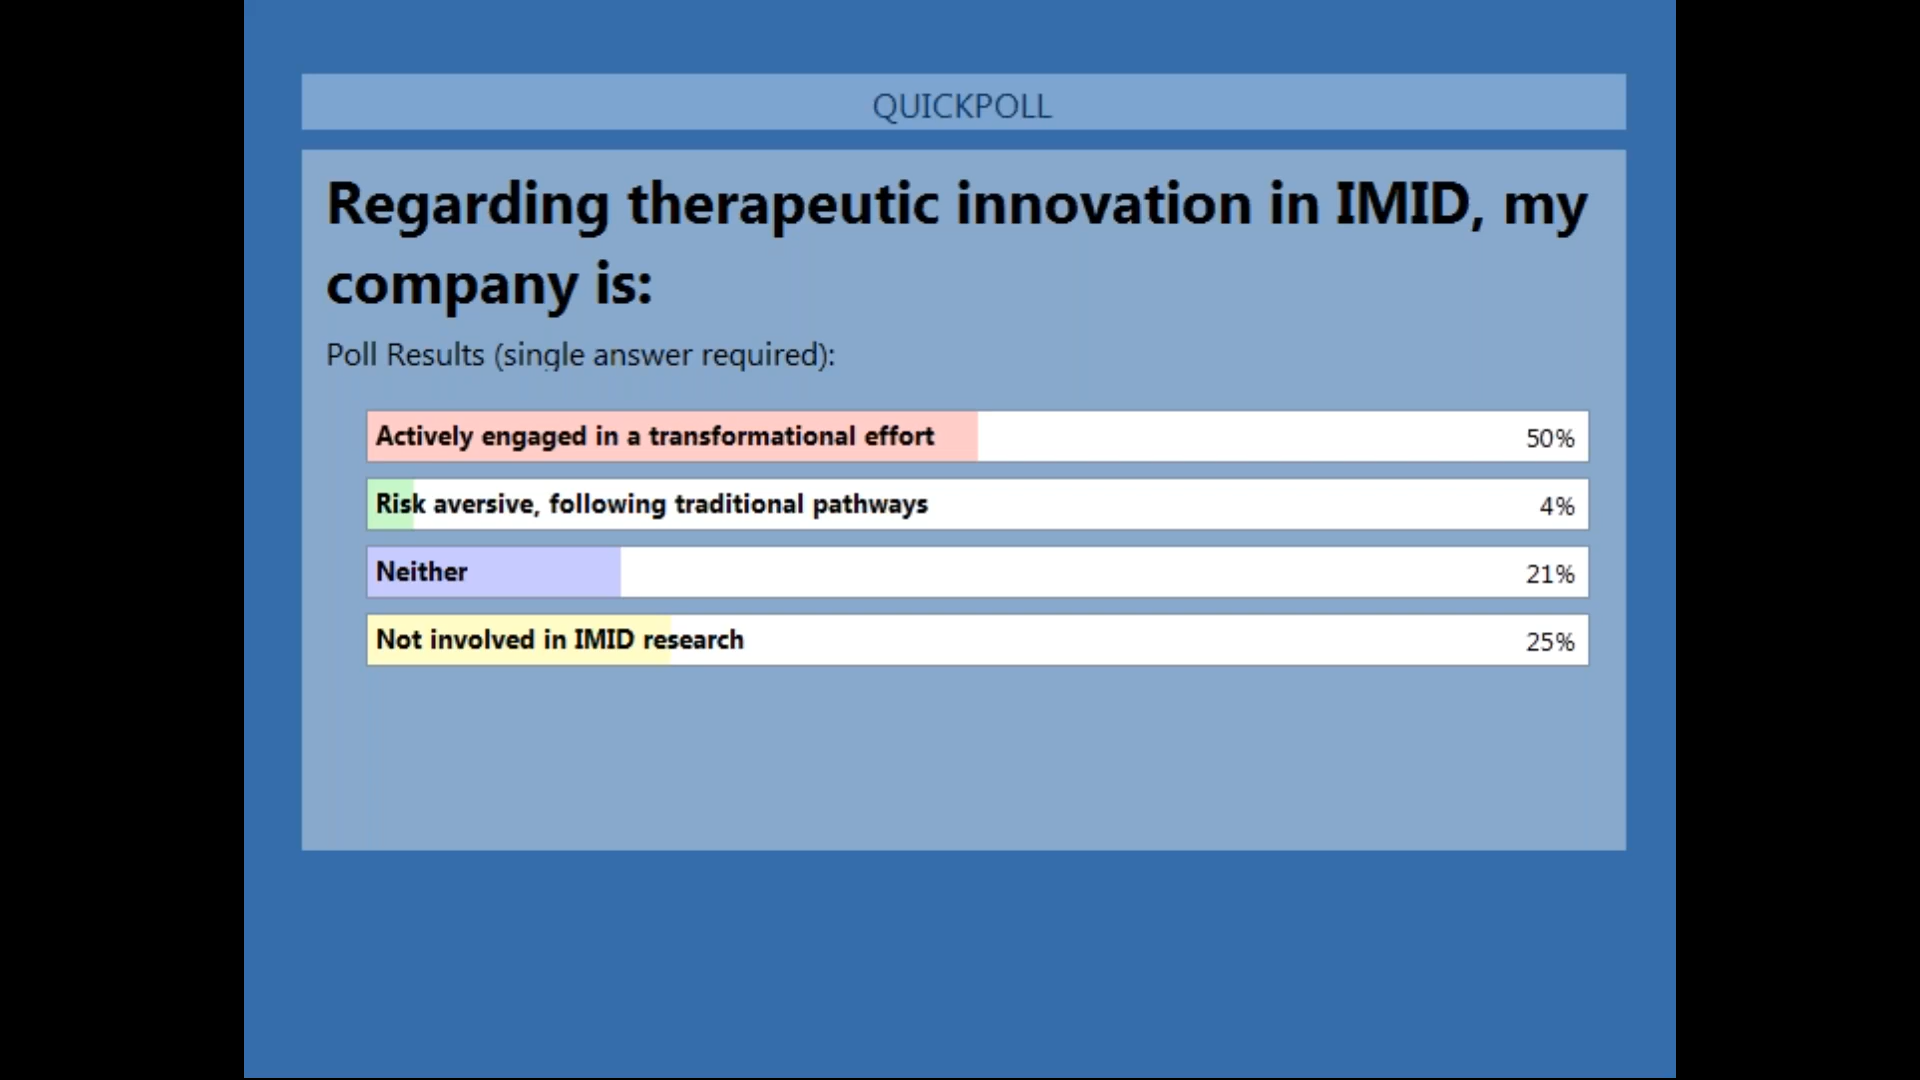 QUICKPOLL
Regarding therapeutic innovation in IMID, my
company is:
Poll Results (single answer required):
Actively engaged in a transformational effort 50%
Risk aversive, following traditional pathways 4%
Neither 21%
Not involved in IMID research 25%